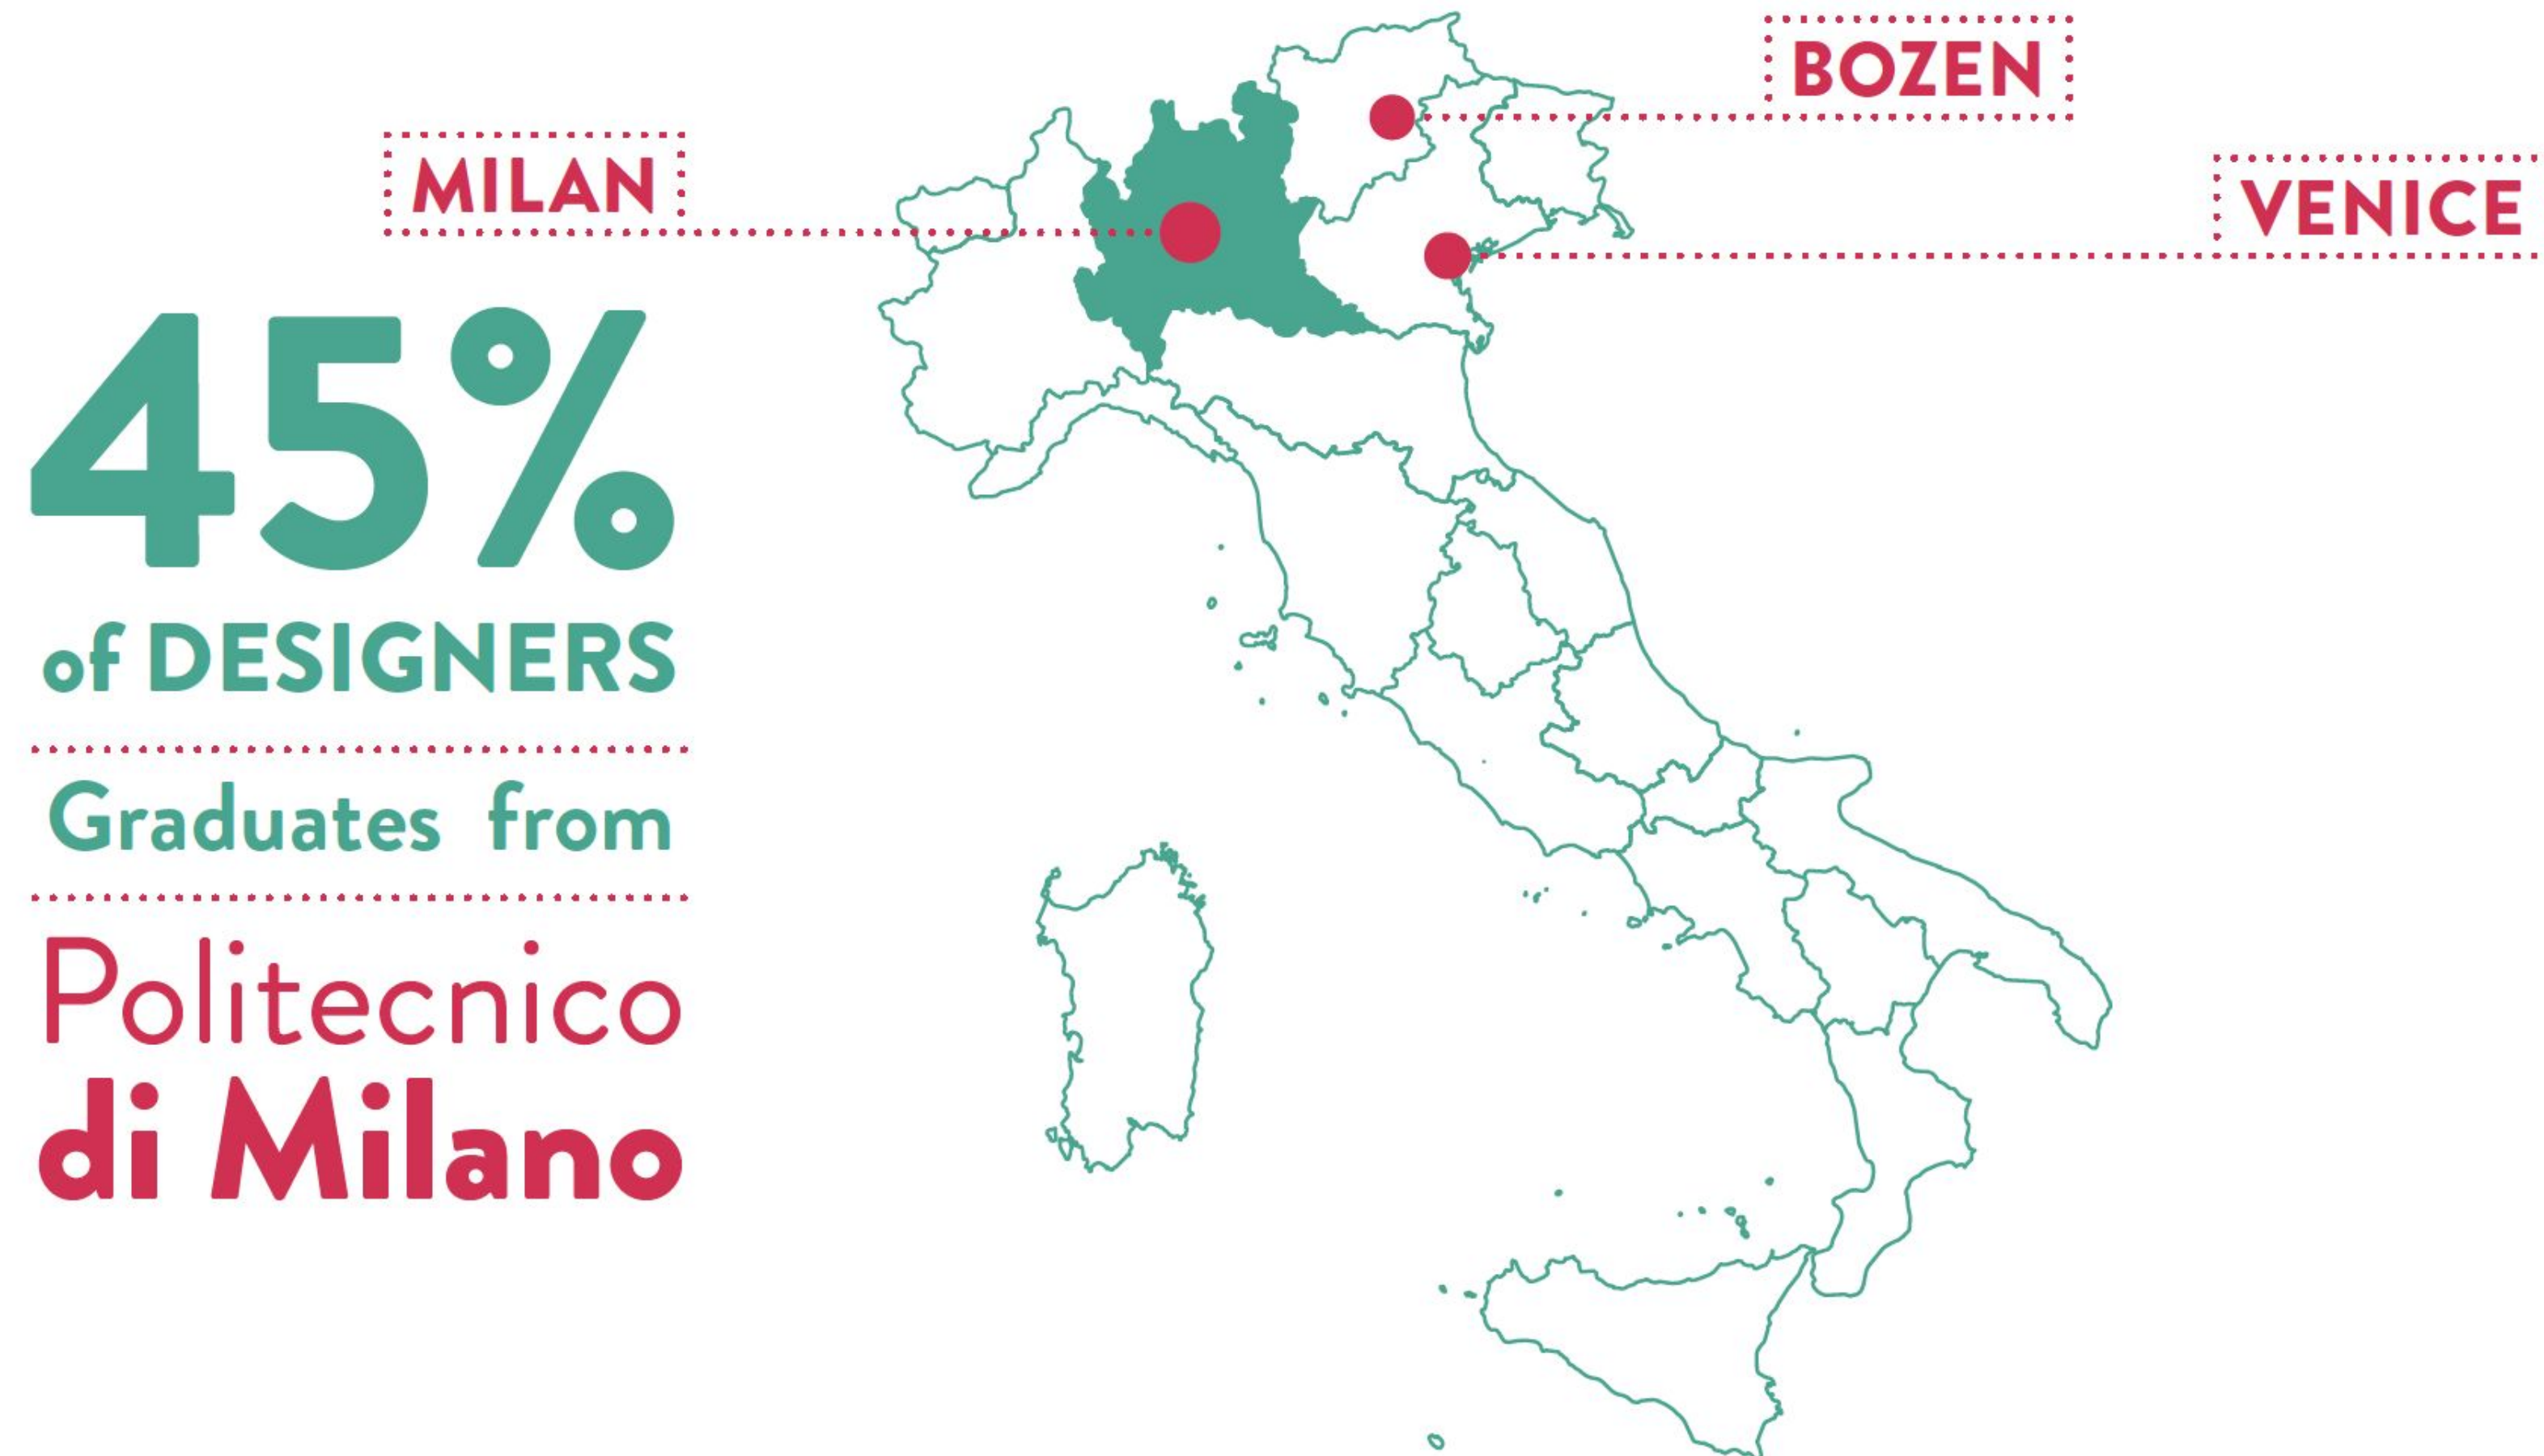 BOZEN
MILAN
VENICE
45%
of DESIGNERS
Graduates from
Politecnico
di Milano